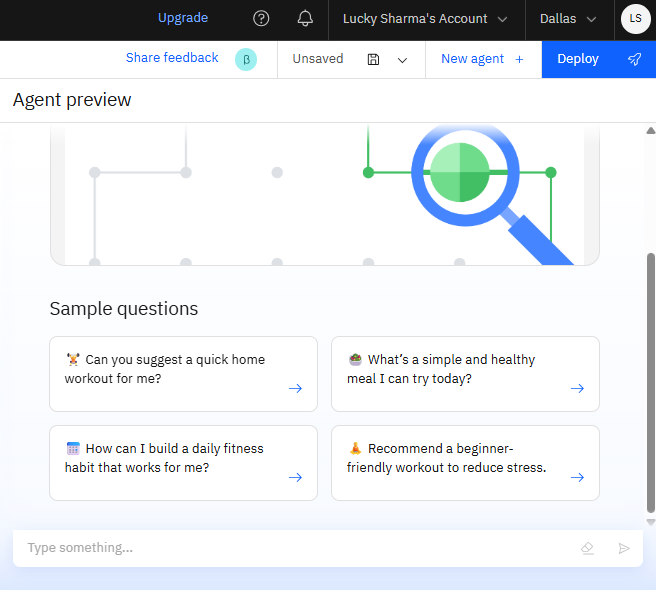 Upgrade
Lucky Sharma's Account
Dallas
LS
Share feedback
β
Unsaved
New agent +
Deploy
Agent preview
Sample questions
Can you suggest a quick home
workout for me?
What's a simple and healthy
meal I can try today?
How can I build a daily fitness
habit that works for me?
Recommend a beginner-
friendly workout to reduce stress.
Type something...